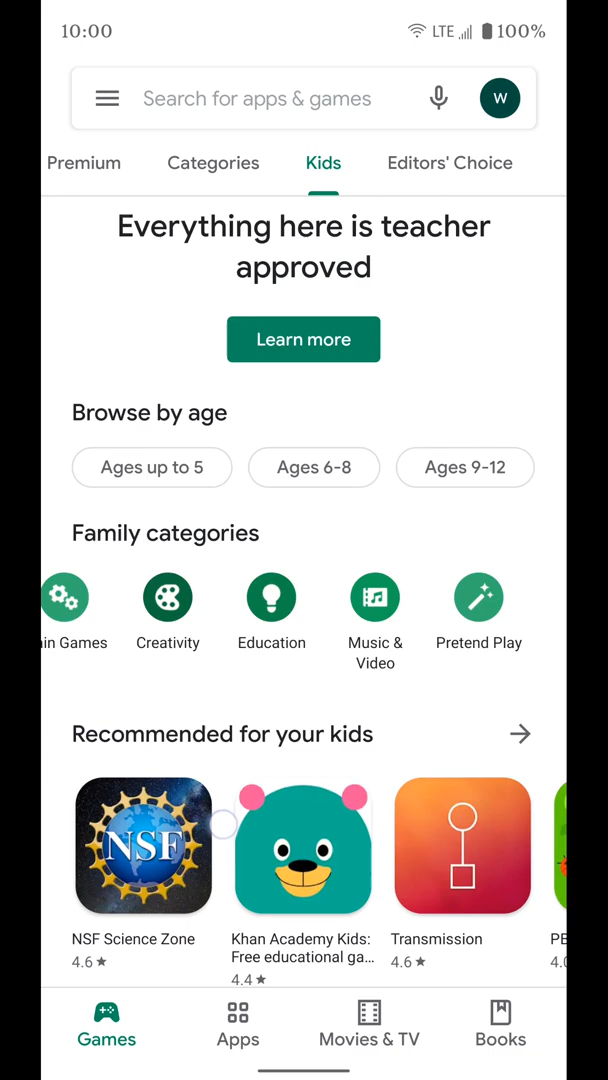 10:00
LTE
100%
Search for apps & games
W
Premium
Categories
Kids
Editors' Choice
Everything here is teacher
approved
Learn more
Browse by age
Ages up to 5
Ages 6-8
Ages 9-12
Family categories
in Games
Creativity
Education
Music &
Video
Pretend Play
Recommended for your kids
NSF
NSF Science Zone
4.6★
Khan Academy Kids:
Free educational ga…
4.4★
Transmission
4.6★
Games
Apps
Movies & TV
Books